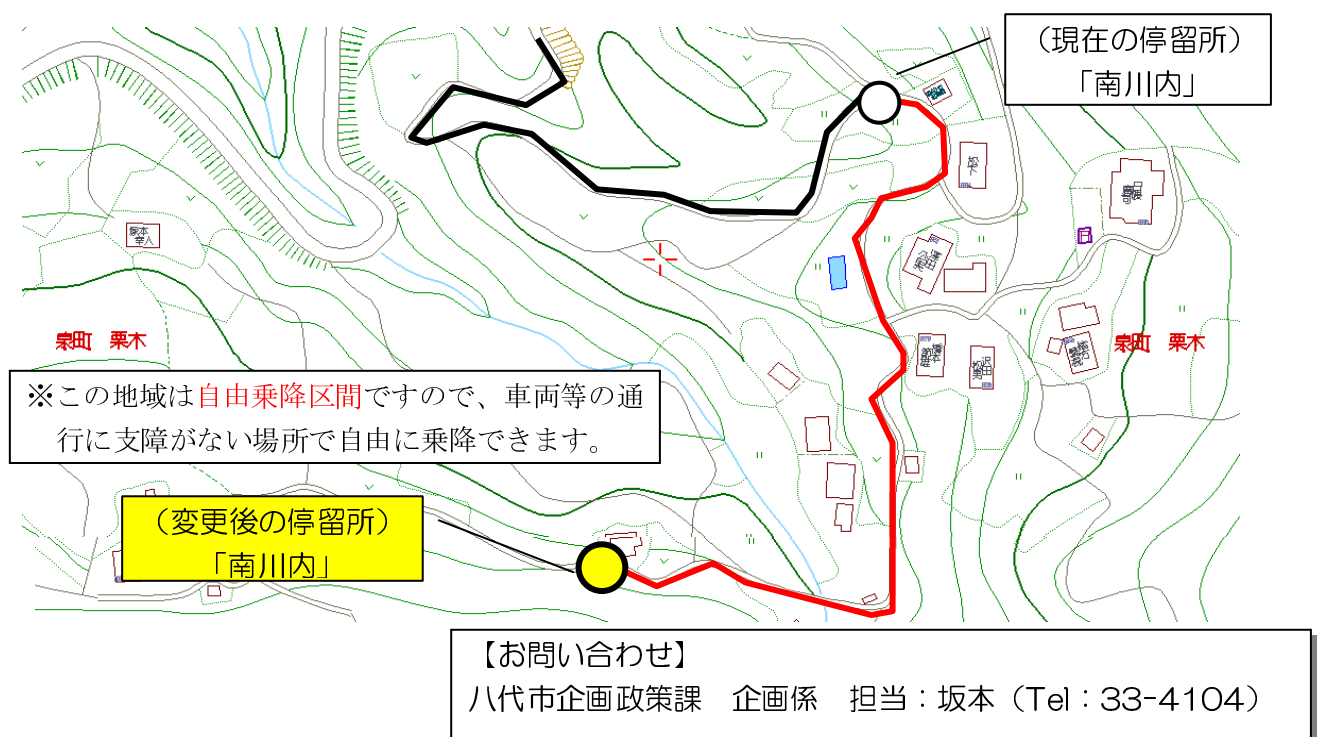 （現在の停留所）
「南川内」
泉町　栗木
泉町　栗木
※この地域は自由乗降区間ですので、車両等の通
行に支障がない場所で自由に乗降できます。
（変更後の停留所）
「南川内」
【お問い合わせ】
八代市企画政策課　企画係　担当：坂本（Tel：33-4104）